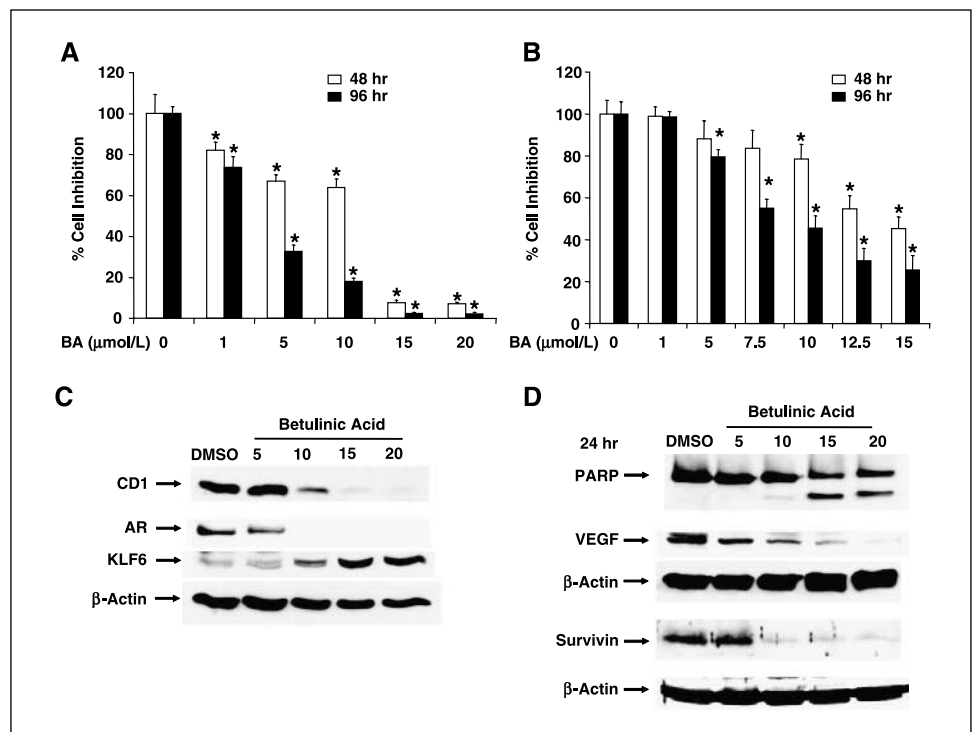 A
120
100
80
60
40
20
0
% Cell Inhibition
48 hr
96 hr
* * * * * * * * * *
BA (μmol/L) 0 1 5 10 15 20
B
120
100
80
60
40
20
0
% Cell Inhibition
48 hr
96 hr
* * * * * * * *
BA (μmol/L) 0 1 5 7.5 10 12.5 15
C
Betulinic Acid
DMSO 5 10 15 20
CD1
AR
KLF6
β-Actin
D
Betulinic Acid
24 hr DMSO 5 10 15 20
PARP
VEGF
β-Actin
Survivin
β-Actin